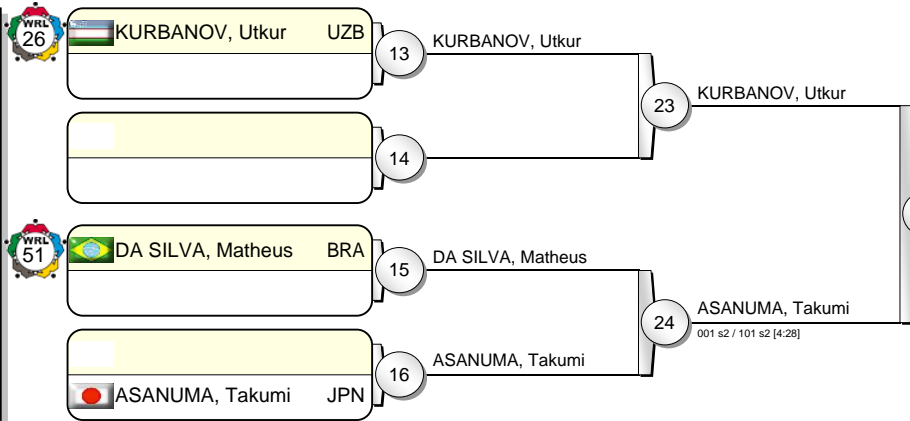 WRL
26
KURBANOV, Utkur UZB
13
KURBANOV, Utkur
23
KURBANOV, Utkur
14
WRL
51
DA SILVA, Matheus BRA
15
DA SILVA, Matheus
24
ASANUMA, Takumi
001 s2 / 101 s2 [4:28]
16
ASANUMA, Takumi
ASANUMA, Takumi JPN